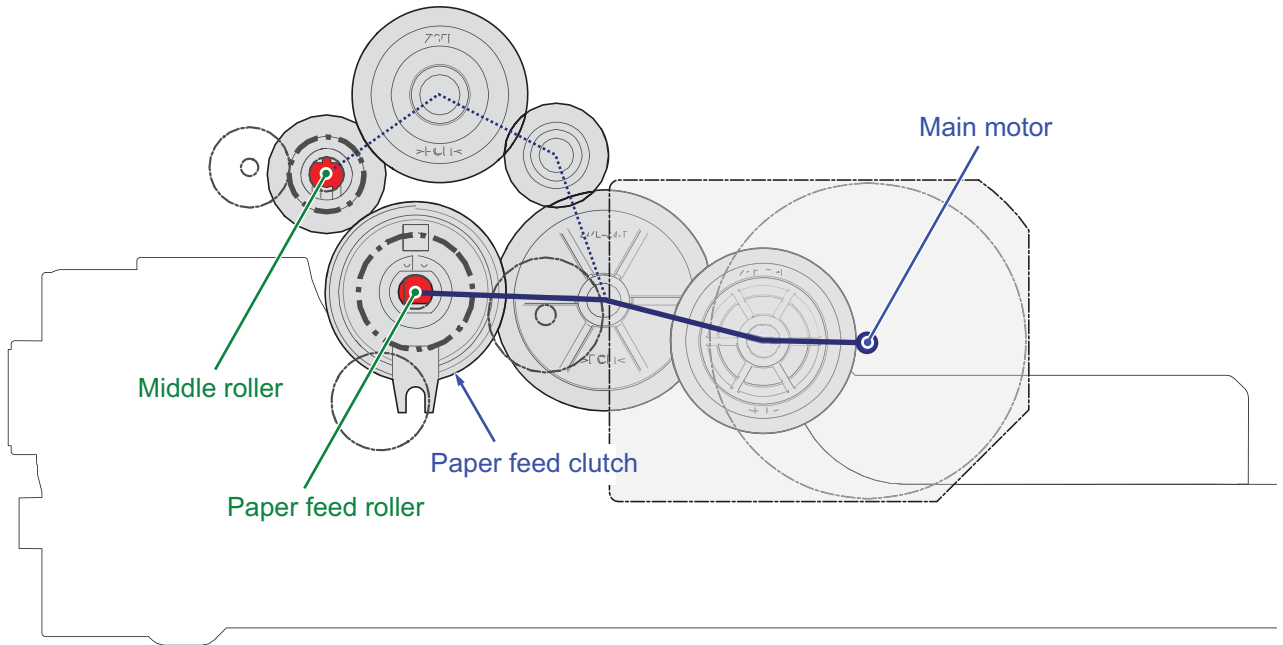 Main motor
Middle roller
Paper feed clutch
Paper feed roller